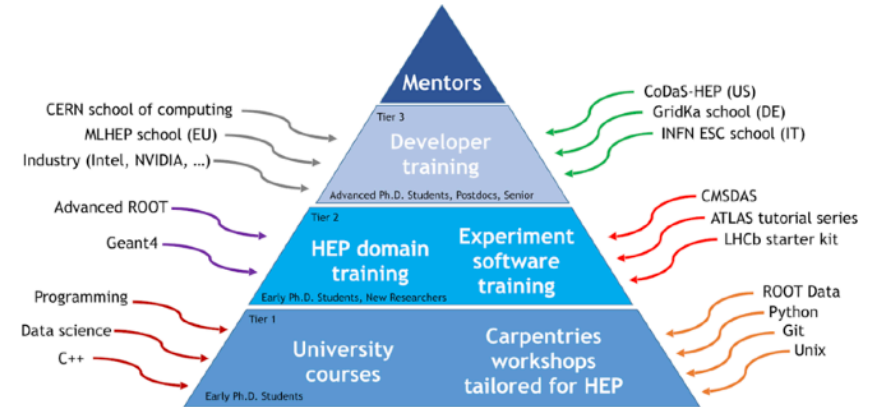 Mentors
CERN school of computing
MLHEP school (EU)
Industry (Intel, NVIDIA, …)
Tier 3
Developer
training
Advanced Ph.D. Students, Postdocs, Senior
CoDaS-HEP (US)
GridKa school (DE)
INFN ESC school (IT)
Advanced ROOT
Geant4
Tier 2
HEP domain
training
Experiment
software
training
Early Ph.D. Students, New Researchers
CMSDAS
ATLAS tutorial series
LHCb starter kit
Programming
Data science
C++
Tier 1
University
courses
Carpentries
workshops
tailored for HEP
Early Ph.D. Students
ROOT Data
Python
Git
Unix